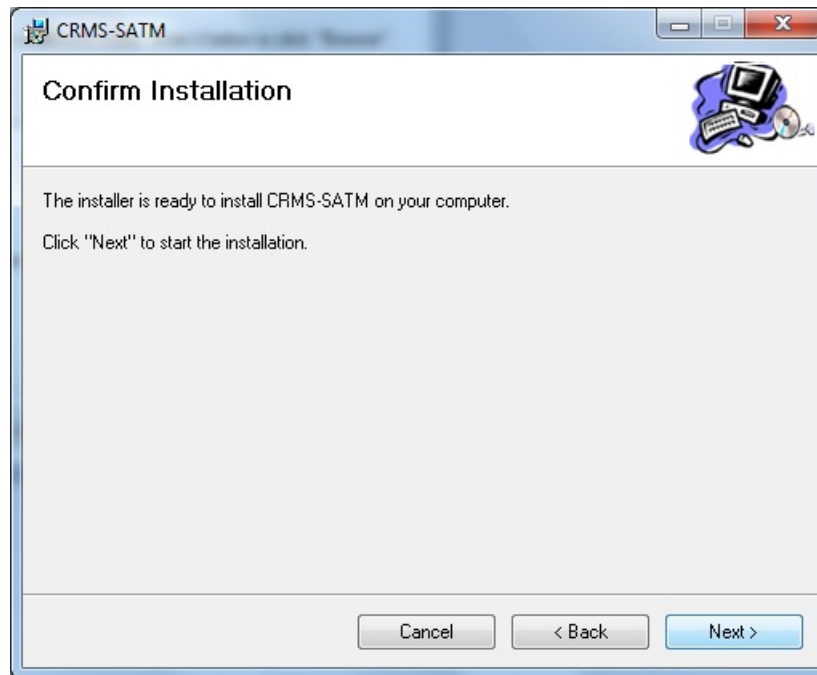 CRMS-SATM
Confirm Installation
The installer is ready to install CRMS-SATM on your computer.
Click "Next" to start the installation.
Cancel
< Back
Next >